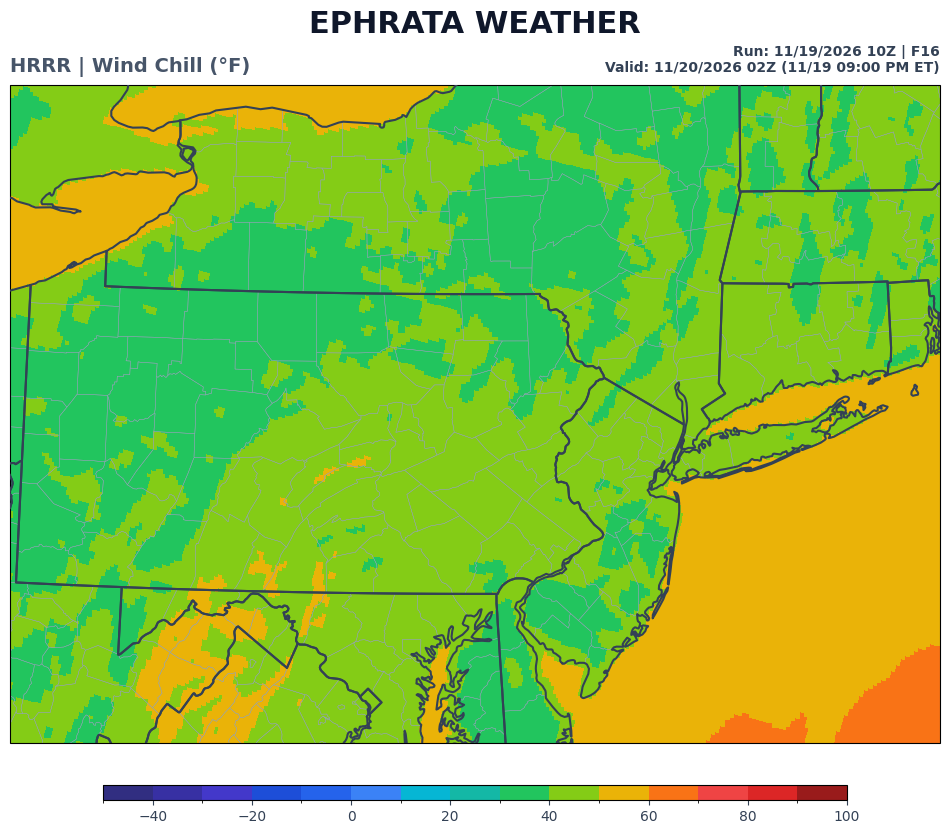 EPHRATA WEATHER
HRRR | Wind Chill (°F)
Run: 11/19/2026 10Z | F16
Valid: 11/20/2026 02Z (11/19 09:00 PM ET)
−40 −20 0 20 40 60 80 100